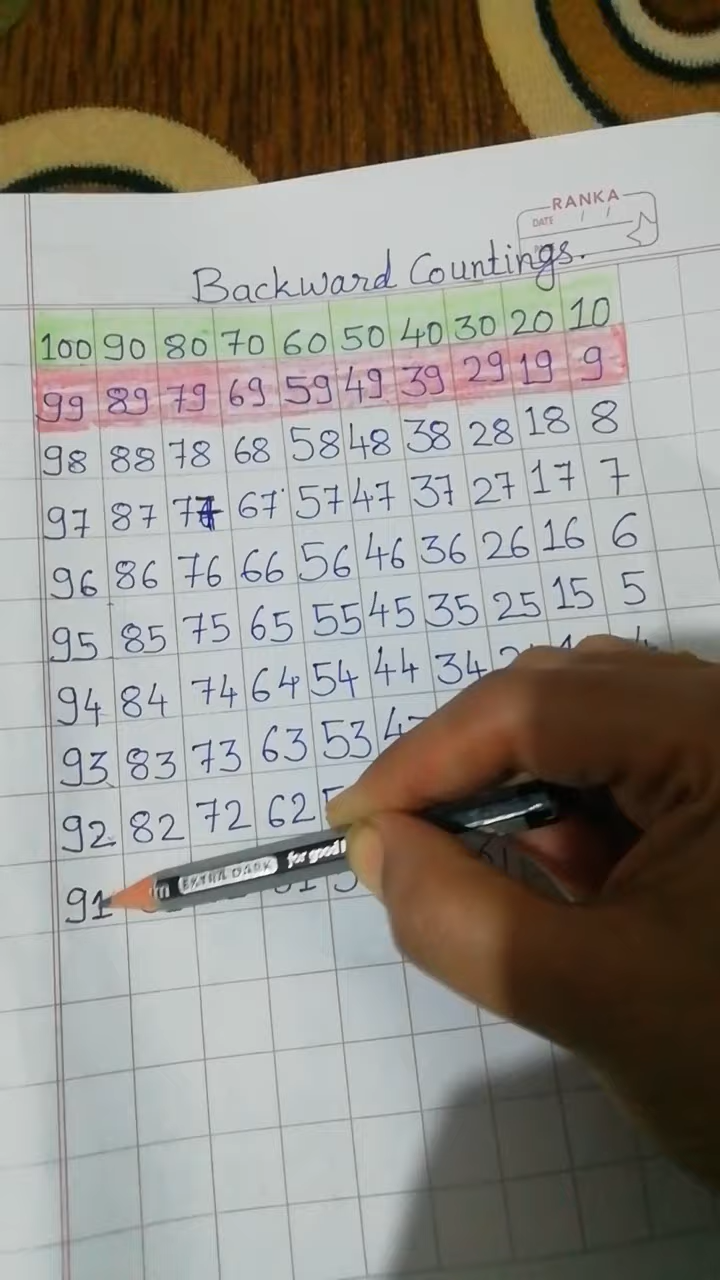 RANKA
DATE / /
Backward Countings.
100 90 80 70 60 50 40 30 20 10
99 89 79 69 59 49 39 29 19 9
98 88 78 68 58 48 38 28 18 8
97 87 77 67 57 47 37 27 17 7
96 86 76 66 56 46 36 26 16 6
95 85 75 65 55 45 35 25 15 5
94 84 74 64 54 44 34
93 83 73 63 53
92 82 72 62
91
EXTRA DARK for good